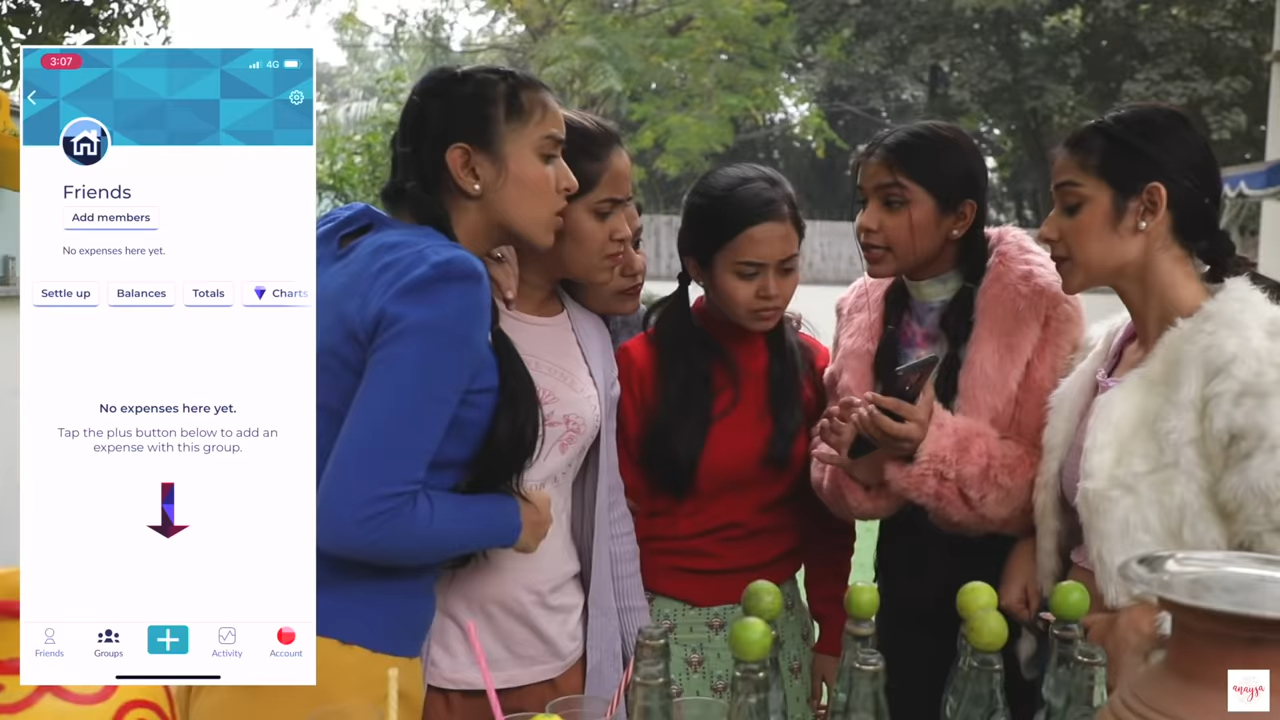 3:07
4G
Friends
Add members
No expenses here yet.
Settle up
Balances
Totals
Charts
No expenses here yet.
Tap the plus button below to add an
expense with this group.
Friends
Groups
Activity
Account
anaysa